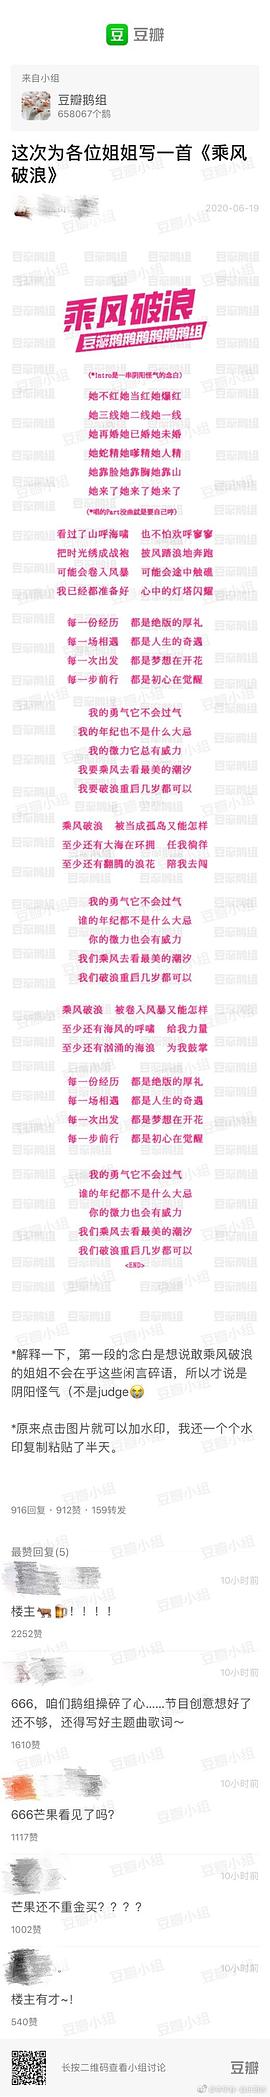 豆 豆瓣
来自小组
豆瓣鹅组
658067个鹅
这次为各位姐姐写一首《乘风
破浪》
2020-06-19
乘风破浪
豆瓣鹅鹅鹅鹅鹅鹅鹅组
(*Intro是一串阴阳怪气的念白)
她不红她当红她爆红
她三线她二线她一线
她再婚她已婚她未婚
她蛇精她嗲精她人精
她靠脸她靠胸她靠山
她来了她来了她来了
(*唱的Part没曲就是要自己哼)
看过了山呼海啸 也不怕欢呼寥寥
把时光绣成战袍 披风踏浪地奔跑
可能会卷入风暴 可能会途中触礁
我已经都准备好 心中的灯塔闪耀
每一份经历 都是绝版的厚礼
每一场相遇 都是人生的奇遇
每一次出发 都是梦想在开花
每一步前行 都是初心在觉醒
我的勇气它不会过气
我的年纪也不是什么大忌
我的微力它总有威力
我要乘风去看最美的潮汐
我要破浪重启几岁都可以
乘风破浪 被当成孤岛又能怎样
至少还有大海在环拥 任我徜徉
至少还有翻腾的浪花 陪我去闯
我的勇气它不会过气
谁的年纪都不是什么大忌
你的微力也会有威力
我们乘风去看最美的潮汐
我们破浪重启几岁都可以
乘风破浪 被卷入风暴又能怎样
至少还有海风的呼啸 给我力量
至少还有汹涌的海浪 为我鼓掌
每一份经历 都是绝版的厚礼
每一场相遇 都是人生的奇遇
每一次出发 都是梦想在开花
每一步前行 都是初心在觉醒
我的勇气它不会过气
谁的年纪都不是什么大忌
你的微力也会有威力
我们乘风去看最美的潮汐
我们破浪重启几岁都可以
<END>
*解释一下，第一段的念白是想说敢乘风破浪
的姐姐不会在乎这些闲言碎语，所以才说是
阴阳怪气（不是judge😭
*原来点击图片就可以加水印，我还一个个水
印复制粘贴了半天。
916回复 · 912赞 · 159转发
最赞回复(5)
10小时前
楼主🐂🍺！！！！
2252赞
10小时前
666，咱们鹅组操碎了心......节目创意想好了
还不够，还得写好主题曲歌词～
1610赞
10小时前
666芒果看见了吗?
1117赞
10小时前
芒果还不重金买？？？？
1002赞
10小时前
楼主有才~!
540赞
长按二维码查看小组讨论
豆瓣